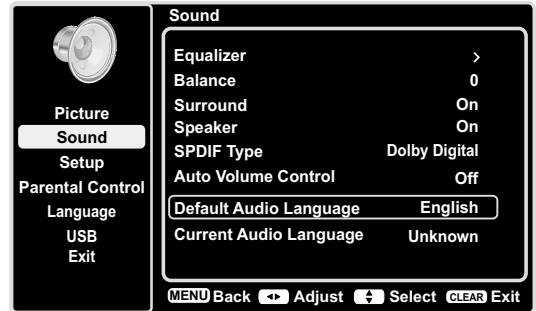 Picture
Sound
Setup
Parental Control
Language
USB
Exit
Sound
Equalizer >
Balance 0
Surround On
Speaker On
SPDIF Type Dolby Digital
Auto Volume Control Off
Default Audio Language English
Current Audio Language Unknown
MENU Back Adjust Select CLEAR Exit